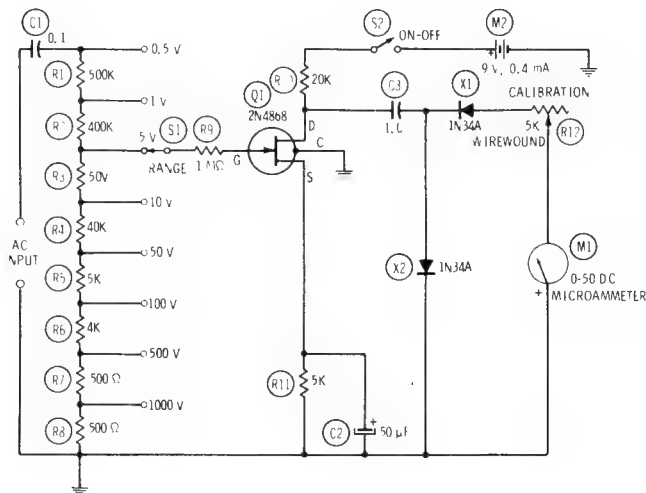 C1
0.1
0.5 V
R1
500K
1 V
R2
400K
5 V
S1
R9
RANGE
1 MΩ
R3
50V
10 V
R4
40K
AC
INPUT
50 V
R5
5K
100 V
R6
4K
500 V
R7
500 Ω
1000 V
R8
500 Ω
Q1
2N4868
G
D
C
S
20K
S2
ON-OFF
M2
+
9 V, 0.4 mA
C3
X1
1N34A
CALIBRATION
5K
WIREWOUND
R12
X2
1N34A
M1
0-50 DC
+ MICROAMMETER
R11
5K
C2
+
50 µF